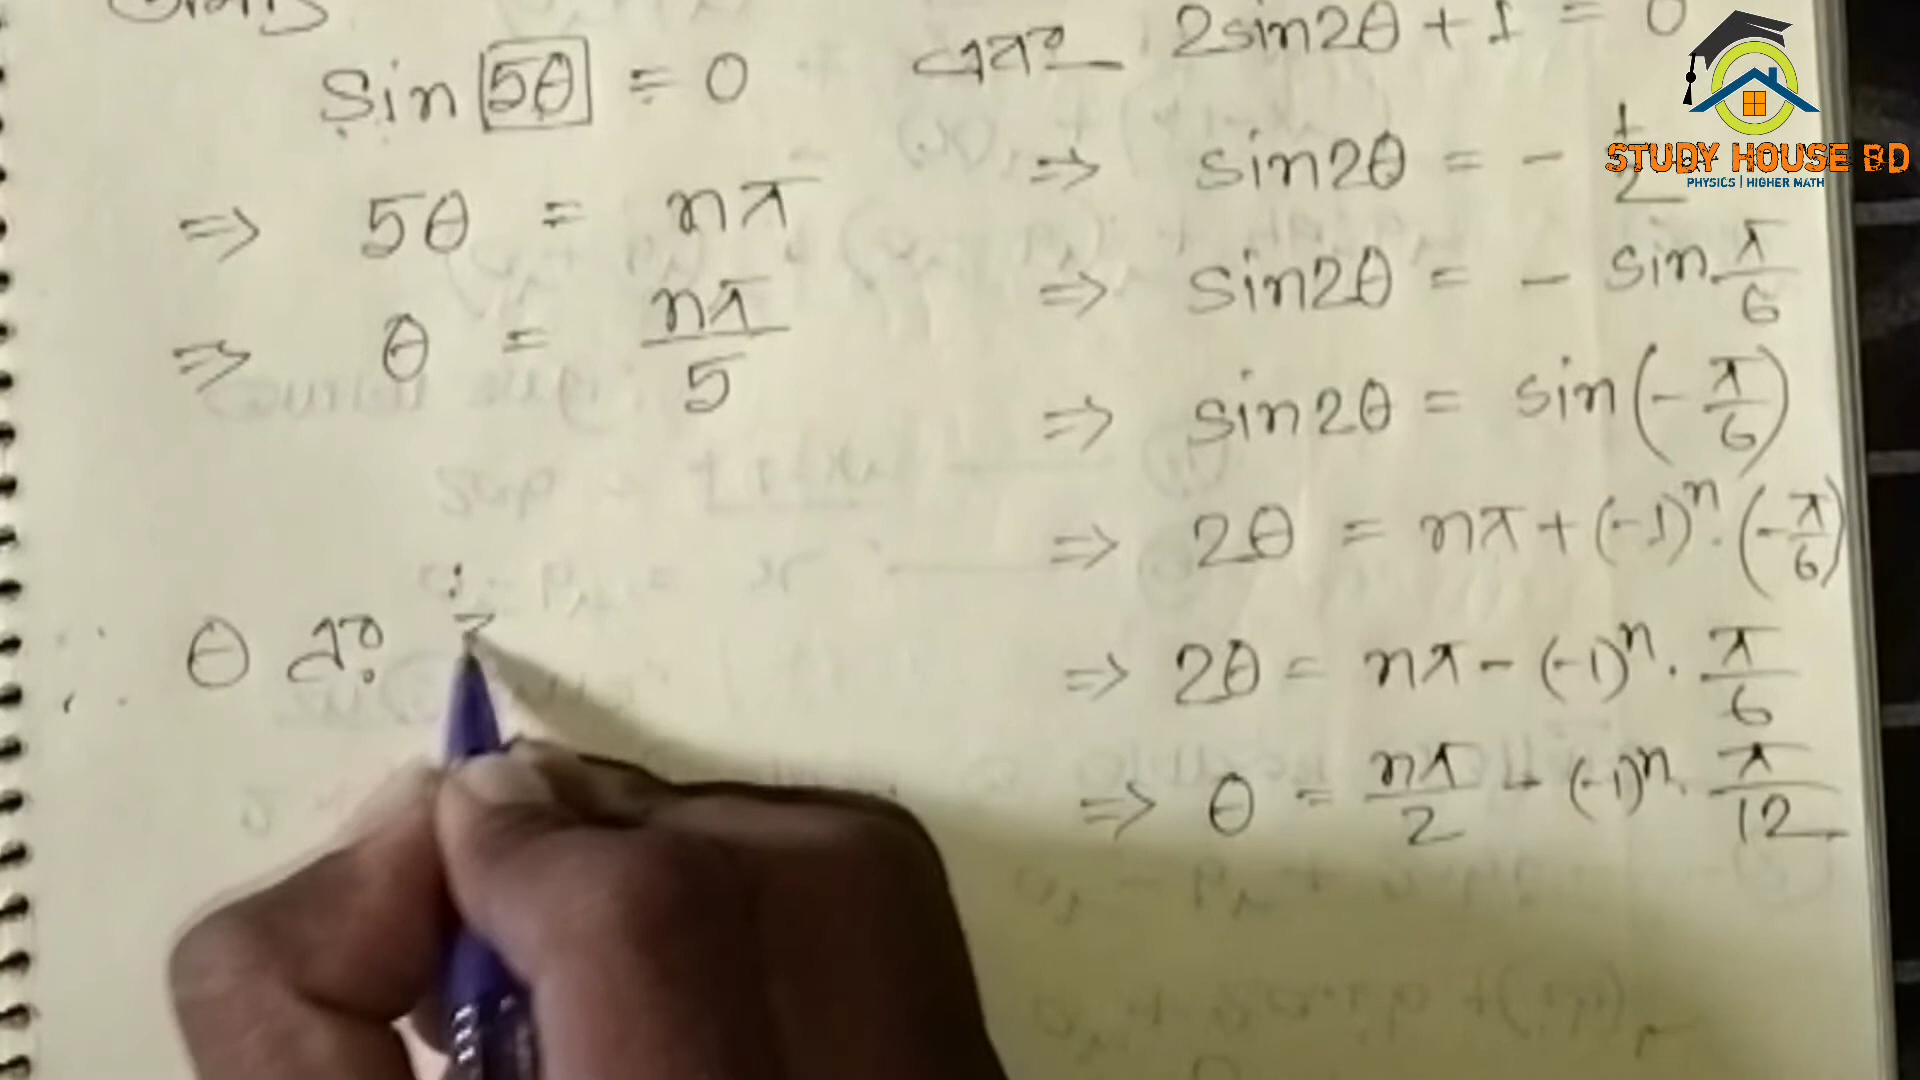 Sin 5θ = 0
⇒ 5θ = nπ
⇒ θ = nπ/5
∴ θ এর
এবং 2sin2θ + 1 = 0
⇒ sin2θ = - 1/2
⇒ sin2θ = - sin π/6
⇒ sin2θ = sin(-π/6)
⇒ 2θ = nπ + (-1)ⁿ · (-π/6)
⇒ 2θ = nπ - (-1)ⁿ · π/6
⇒ θ = nπ/2 - (-1)ⁿ · π/12
STUDY HOUSE BD
PHYSICS | HIGHER MATH